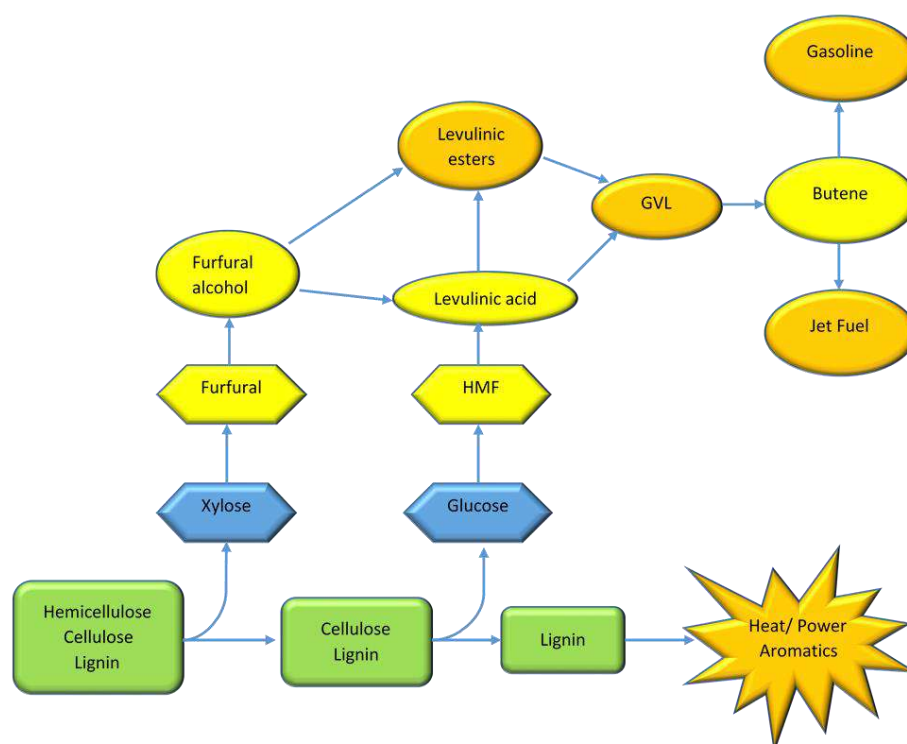 Gasoline
Levulinic
esters
GVL
Butene
Furfural
alcohol
Levulinic acid
Jet Fuel
Furfural
HMF
Xylose
Glucose
Hemicellulose
Cellulose
Lignin
Cellulose
Lignin
Lignin
Heat/ Power
Aromatics